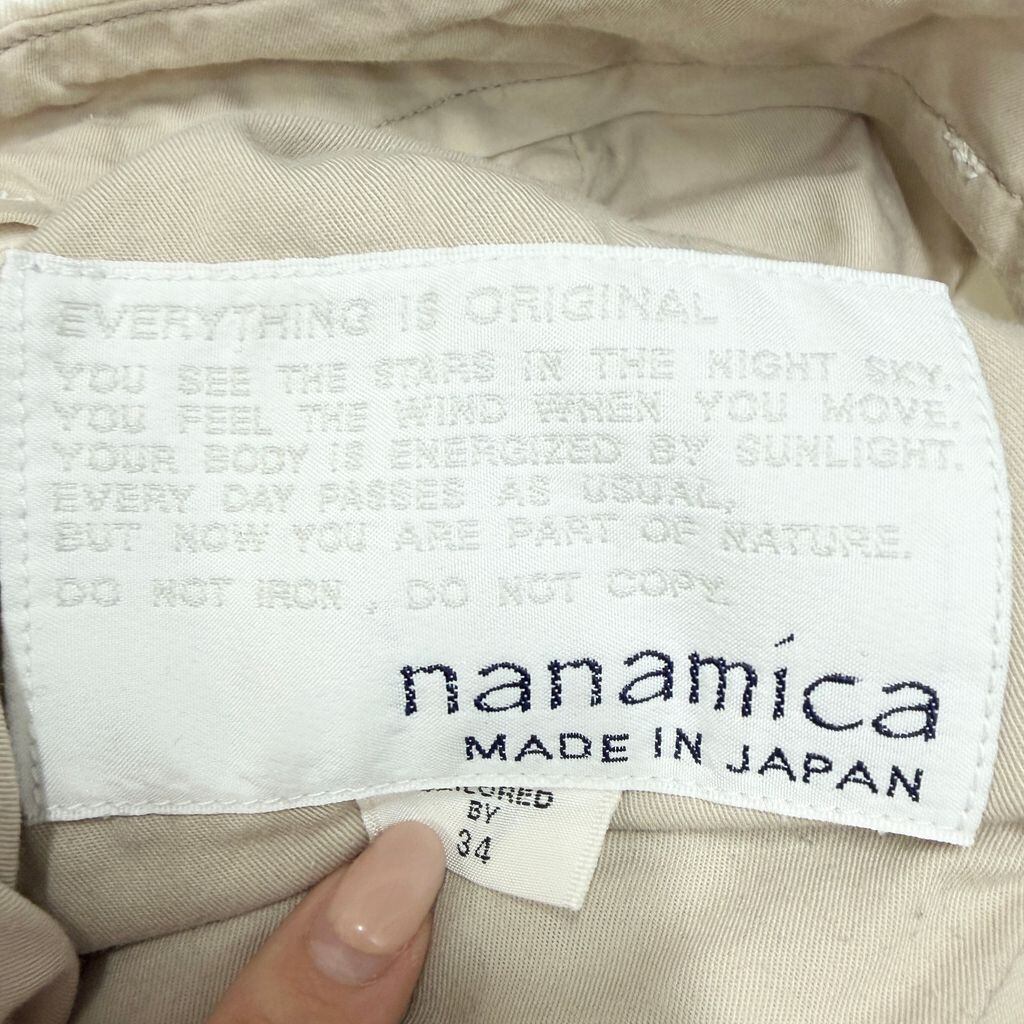 EVERYTHING IS ORIGINAL
YOU SEE THE STARS IN THE NIGHT SKY.
YOU FEEL THE WIND WHEN YOU MOVE.
YOUR BODY IS ENERGIZED BY SUNLIGHT.
EVERY DAY PASSES AS USUAL,
BUT NOW YOU ARE PART OF NATURE.
DO NOT IRON , DO NOT COPY.
nanamíca
MADE IN JAPAN
TAILORED
BY
34